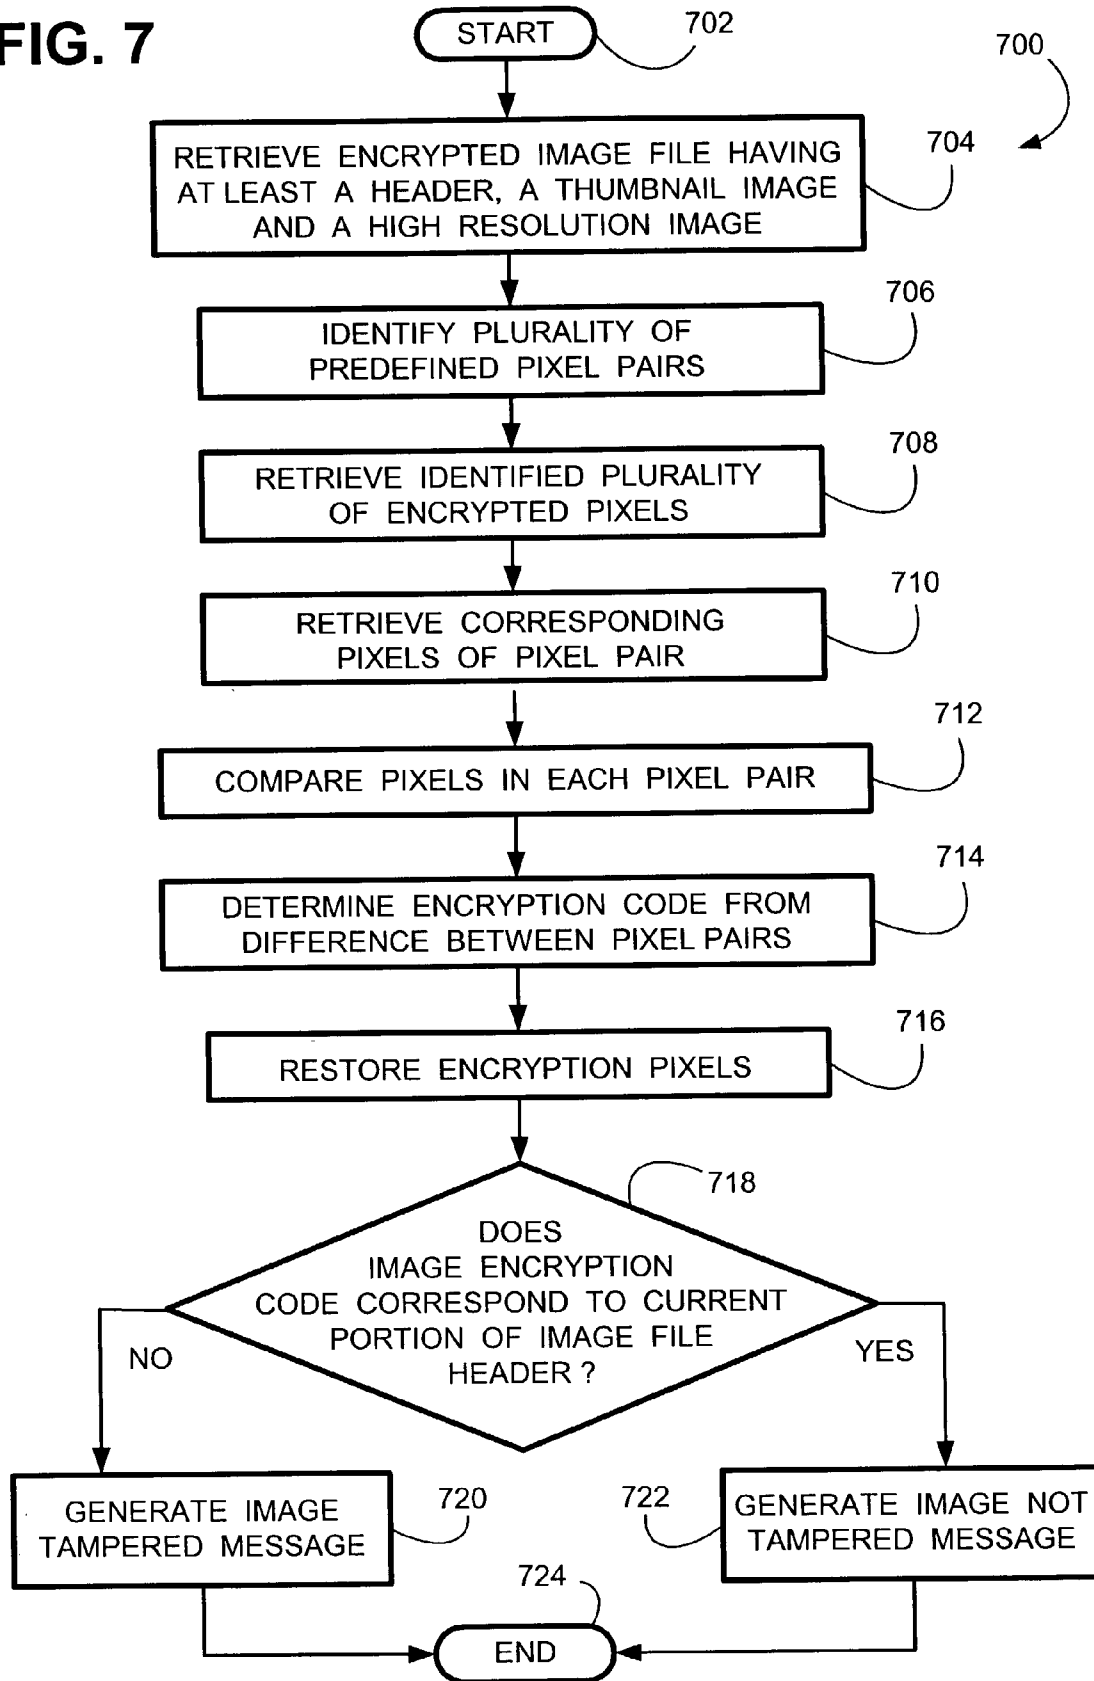 FIG. 7
START
702
700
RETRIEVE ENCRYPTED IMAGE FILE HAVING
AT LEAST A HEADER, A THUMBNAIL IMAGE
AND A HIGH RESOLUTION IMAGE
704
IDENTIFY PLURALITY OF
PREDEFINED PIXEL PAIRS
706
RETRIEVE IDENTIFIED PLURALITY
OF ENCRYPTED PIXELS
708
RETRIEVE CORRESPONDING
PIXELS OF PIXEL PAIR
710
COMPARE PIXELS IN EACH PIXEL PAIR
712
DETERMINE ENCRYPTION CODE FROM
DIFFERENCE BETWEEN PIXEL PAIRS
714
RESTORE ENCRYPTION PIXELS
716
DOES
IMAGE ENCRYPTION
CODE CORRESPOND TO CURRENT
PORTION OF IMAGE FILE
HEADER ?
718
NO
YES
GENERATE IMAGE
TAMPERED MESSAGE
720
722
GENERATE IMAGE NOT
TAMPERED MESSAGE
724
END